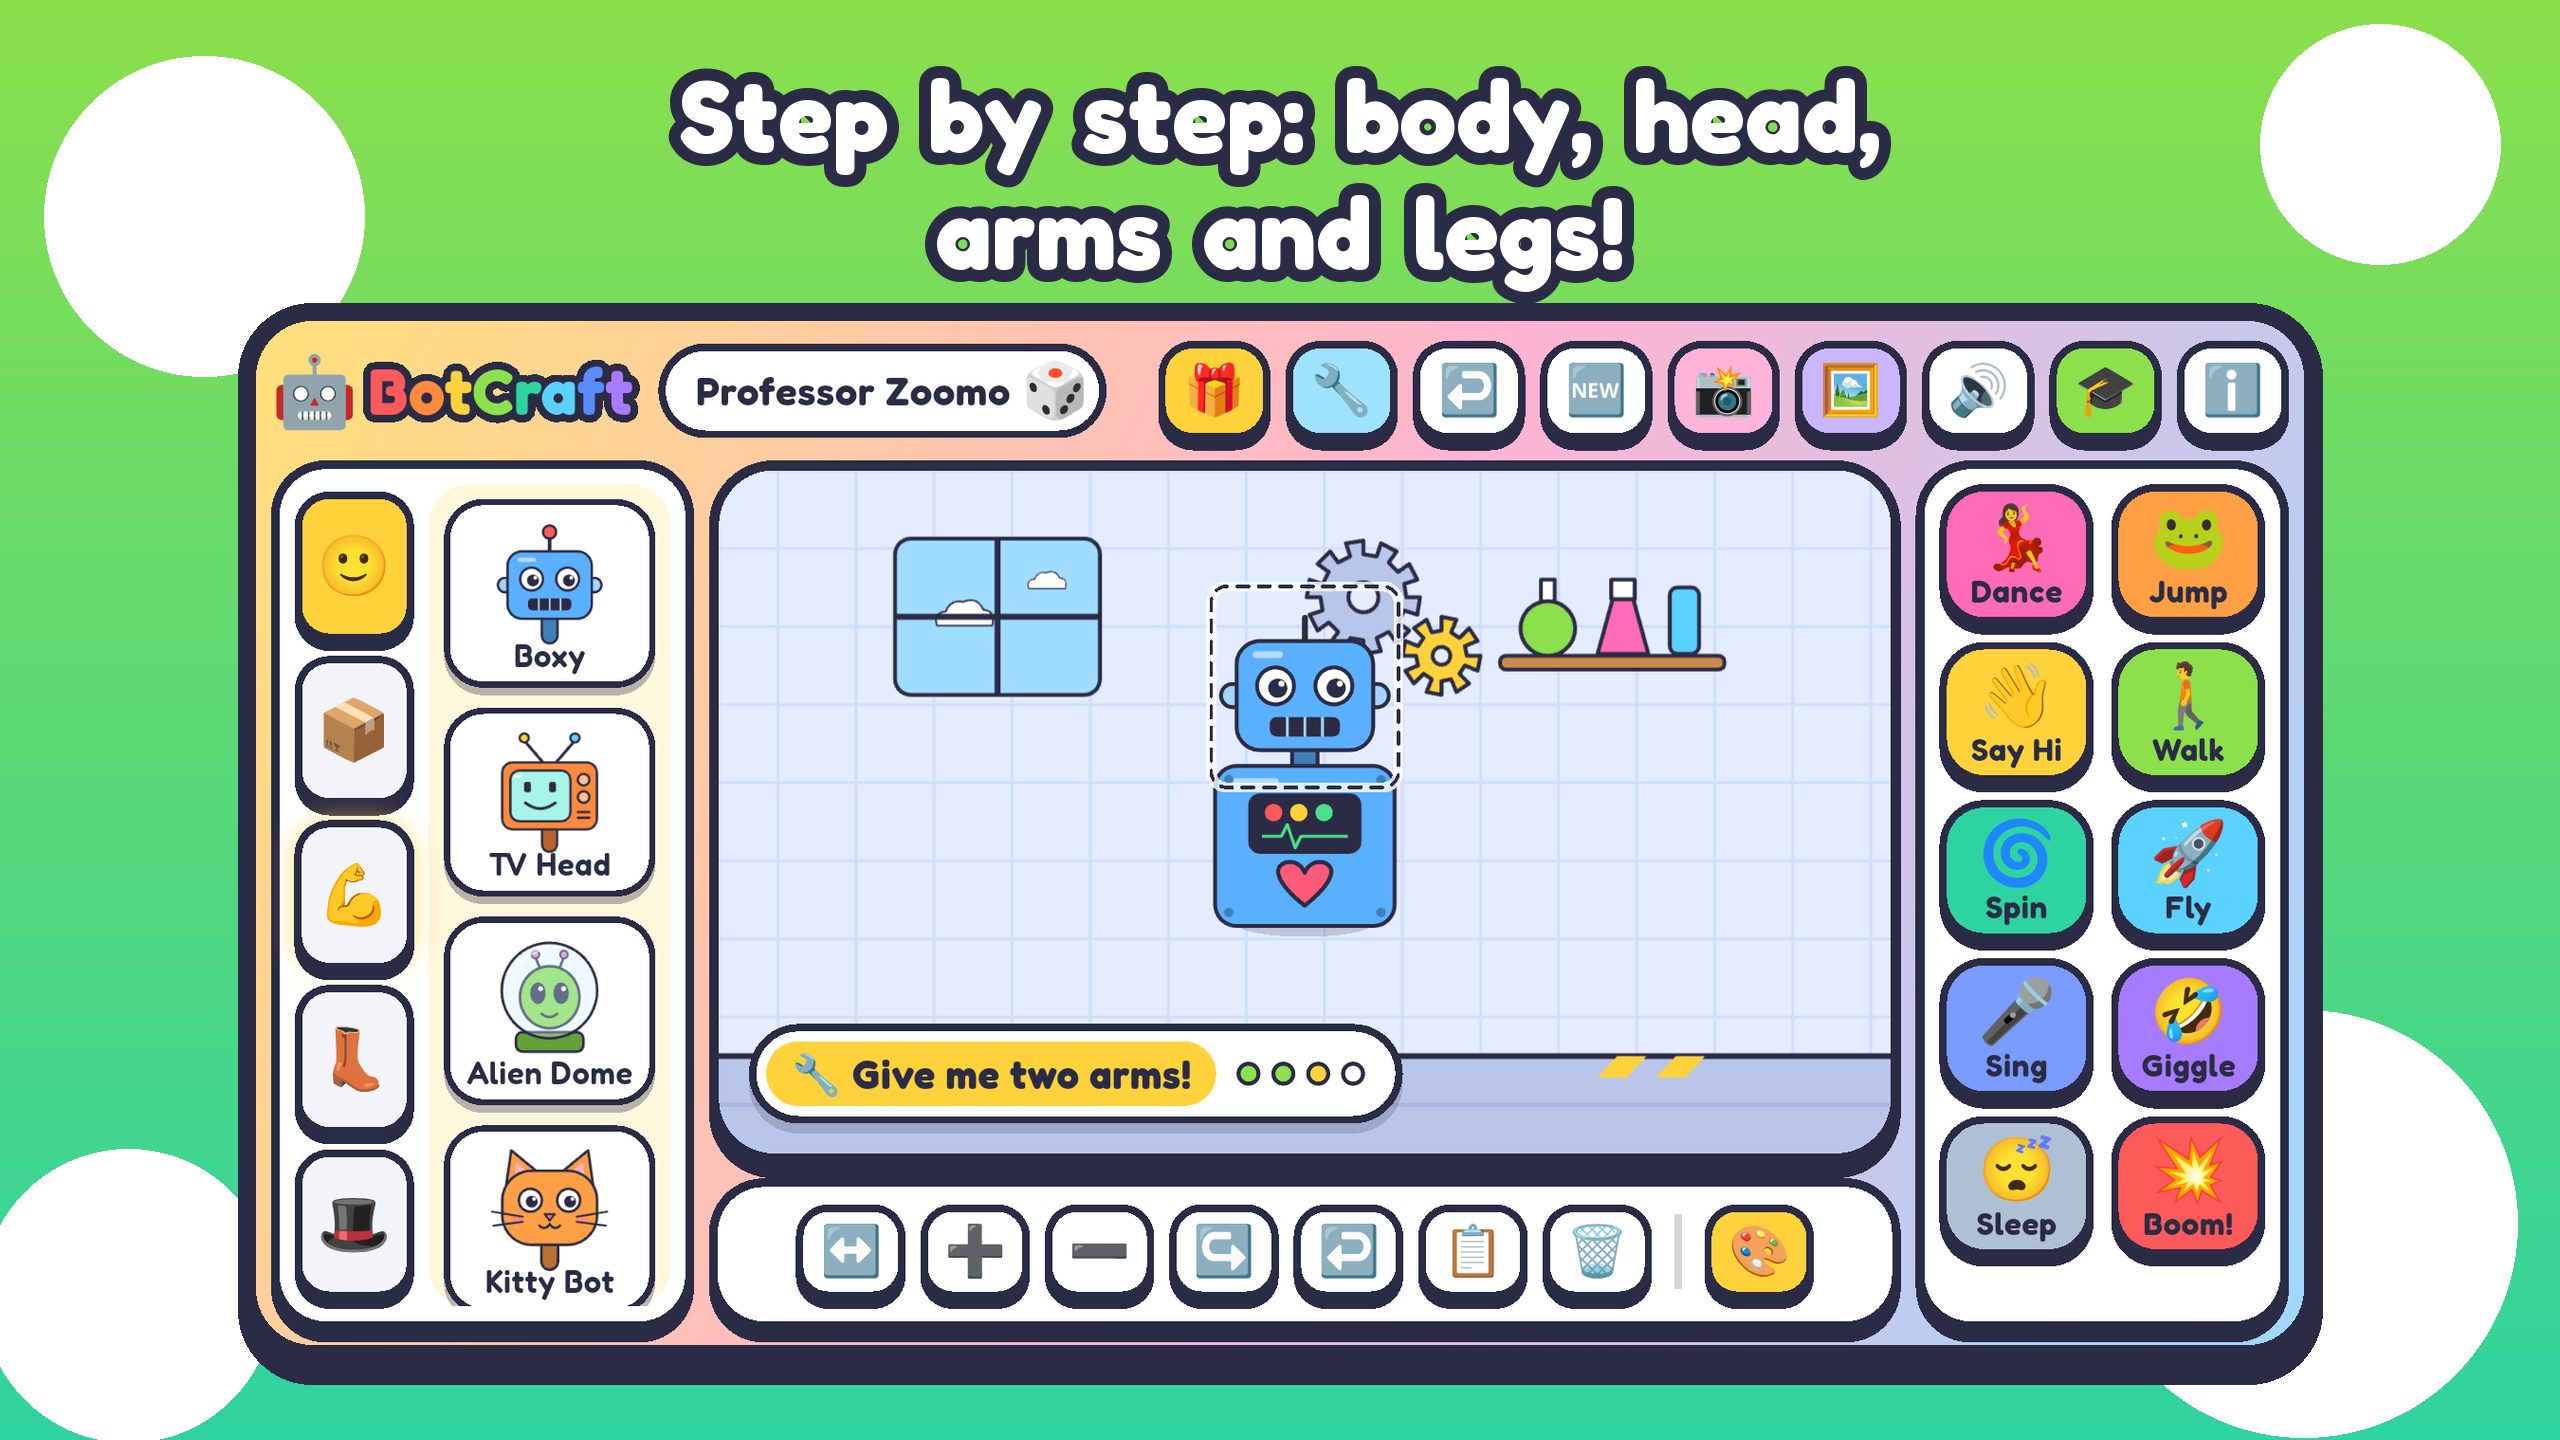 Step by step: body, head,
arms and legs!
BotCraft
Professor Zoomo
NEW
Boxy
TV Head
Alien Dome
Kitty Bot
Give me two arms!
Dance
Jump
Say Hi
Walk
Spin
Fly
Sing
Giggle
Sleep
Boom!